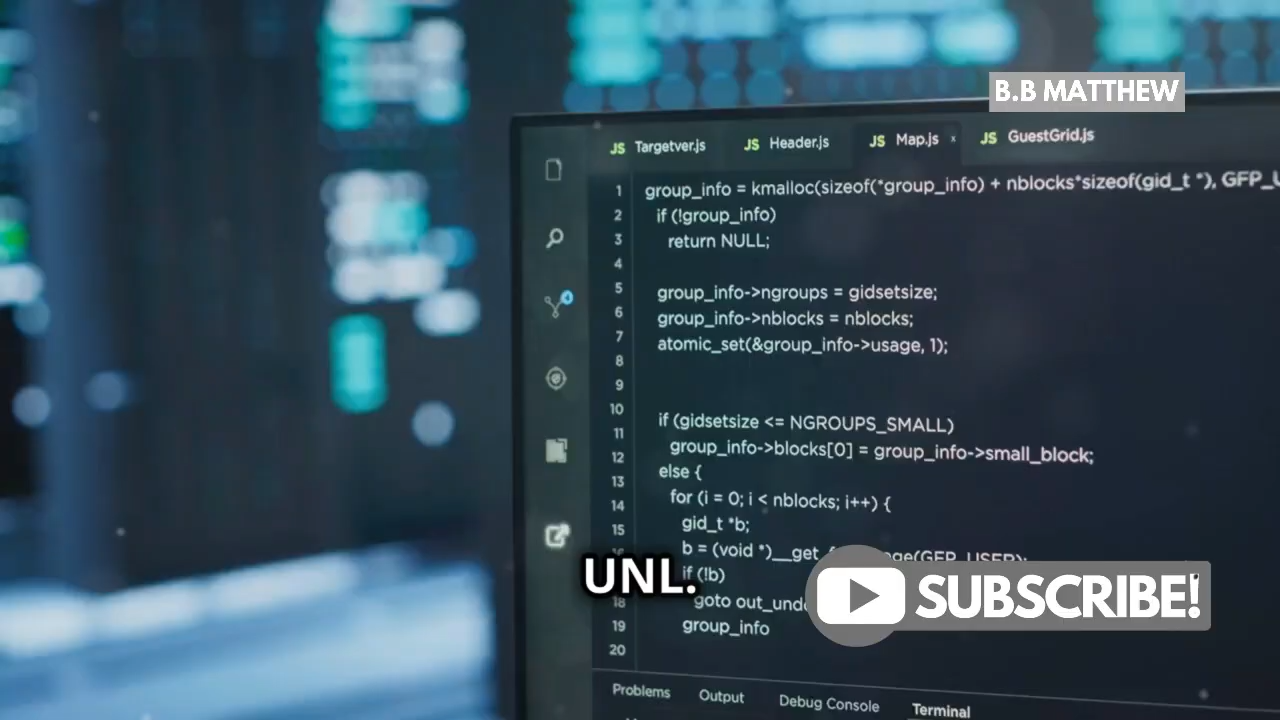 B.B MATTHEW
JS Targetver.js JS Header.js JS Map.js x JS GuestGrid.js
1 group_info = kmalloc(sizeof(*group_info) + nblocks*sizeof(gid_t *), GFP_U
2 if (!group_info)
3 return NULL;
4
5 group_info->ngroups = gidsetsize;
6 group_info->nblocks = nblocks;
7 atomic_set(&group_info->usage, 1);
8
9
10 if (gidsetsize <= NGROUPS_SMALL)
11 group_info->blocks[0] = group_info->small_block;
12 else {
13 for (i = 0; i < nblocks; i++) {
14 gid_t *b;
15 b = (void *)__get_
(GFP_USER);
if (!b)
UNL.
18 goto out_undo
19 group_info
20
SUBSCRIBE!
Problems Output Debug Console Terminal